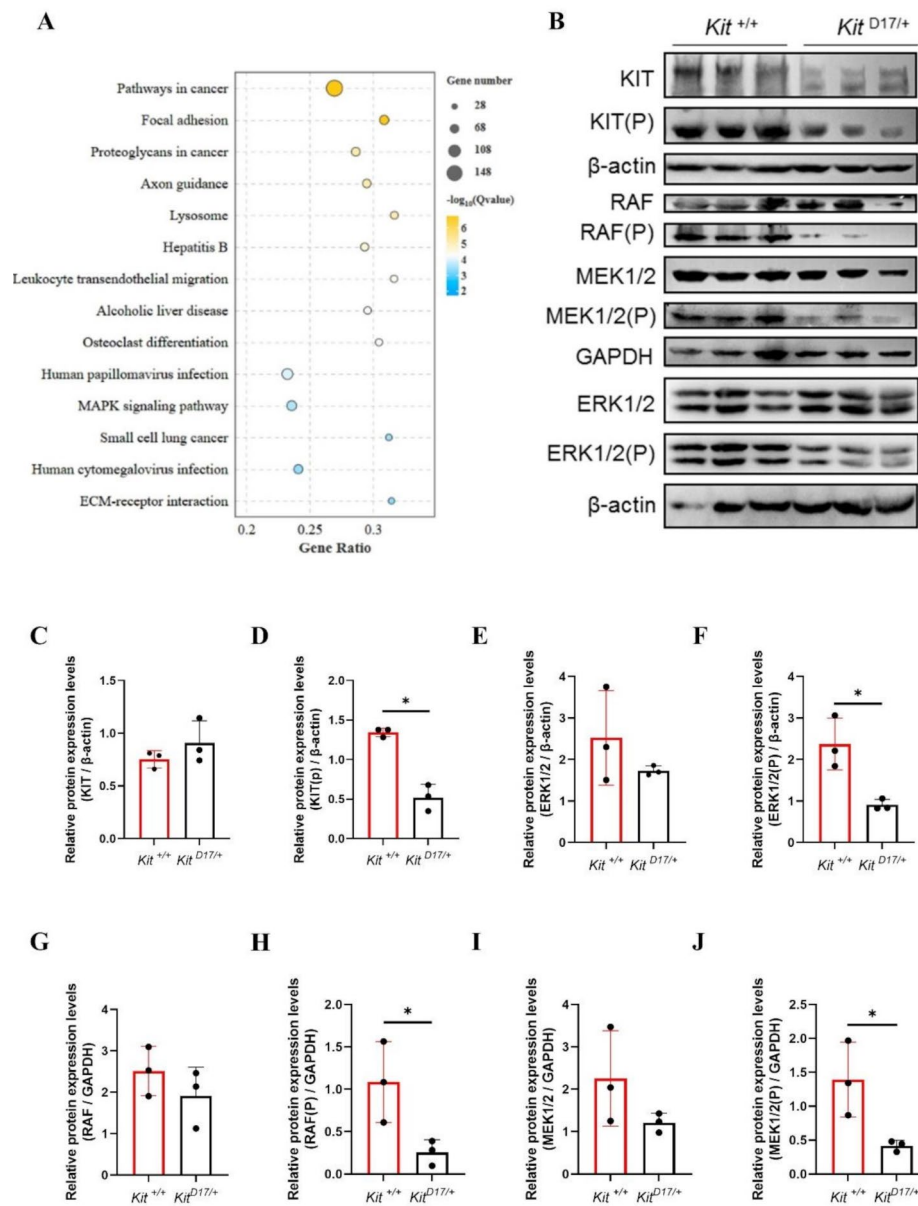 A
Pathways in cancer
Focal adhesion
Proteoglycans in cancer
Axon guidance
Lysosome
Hepatitis B
Leukocyte transendothelial migration
Alcoholic liver disease
Osteoclast differentiation
Human papillomavirus infection
MAPK signaling pathway
Small cell lung cancer
Human cytomegalovirus infection
ECM-receptor interaction
0.2 0.25 0.3
Gene Ratio
Gene number
28
68
108
148
-log10(Qvalue)
6
5
4
3
2
B
Kit +/+ Kit D17/+
KIT
KIT(P)
β-actin
RAF
RAF(P)
MEK1/2
MEK1/2(P)
GAPDH
ERK1/2
ERK1/2(P)
β-actin
C
Relative protein expression levels
(KIT / β-actin)
1.5
1.0
0.5
0.0
Kit +/+ Kit D17/+
D
Relative protein expression levels
(KIT(p) / β-actin)
2.0
1.5
1.0
0.5
0.0
*
Kit +/+ Kit D17/+
E
Relative protein expression levels
(ERK1/2 / β-actin)
4
3
2
1
0
Kit +/+ Kit D17/+
F
Relative protein expression levels
(ERK1/2(P) / β-actin)
4
3
2
1
0
*
Kit +/+ Kit D17/+
G
Relative protein expression levels
(RAF / GAPDH)
4
3
2
1
0
Kit +/+ KitD17/+
H
Relative protein expression levels
(RAF(P) / GAPDH)
2.0
1.5
1.0
0.5
0.0
*
Kit +/+ KitD17/+
I
Relative protein expression levels
(MEK1/2 / GAPDH)
4
3
2
1
0
Kit +/+ KitD17/+
J
Relative protein expression levels
(MEK1/2(P) / GAPDH)
2.5
2.0
1.5
1.0
0.5
0.0
*
Kit +/+ KitD17/+